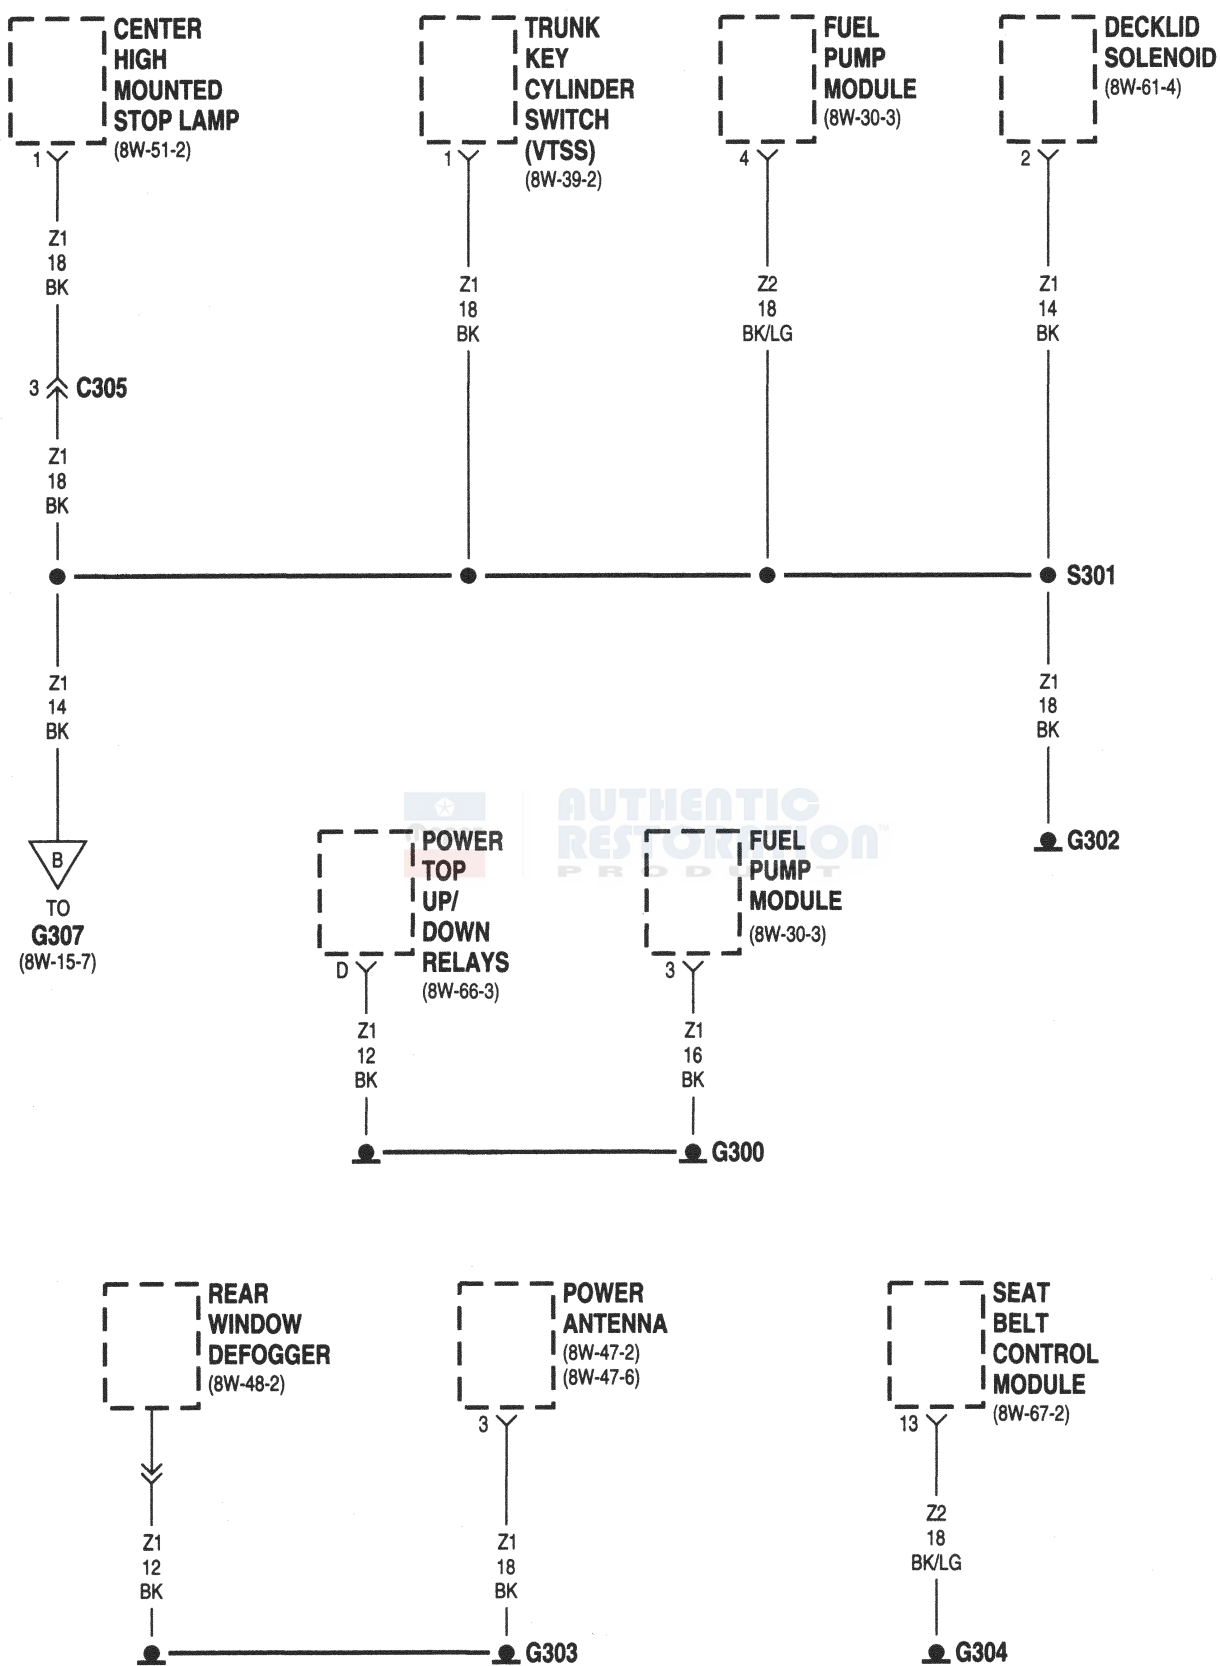 CENTER
HIGH
MOUNTED
STOP LAMP
(8W-51-2)
TRUNK
KEY
CYLINDER
SWITCH
(VTSS)
(8W-39-2)
FUEL
PUMP
MODULE
(8W-30-3)
DECKLID
SOLENOID
(8W-61-4)
1
1
4
2
Z1
18
BK
Z1
18
BK
Z2
18
BK/LG
Z1
14
BK
3
C305
Z1
18
BK
S301
Z1
14
BK
Z1
18
BK
AUTHENTIC
RESTORATION™
PRODUCT
G302
B
TO
G307
(8W-15-7)
POWER
TOP
UP/
DOWN
RELAYS
(8W-66-3)
FUEL
PUMP
MODULE
(8W-30-3)
D
3
Z1
12
BK
Z1
16
BK
G300
REAR
WINDOW
DEFOGGER
(8W-48-2)
POWER
ANTENNA
(8W-47-2)
(8W-47-6)
SEAT
BELT
CONTROL
MODULE
(8W-67-2)
3
13
Z1
12
BK
Z1
18
BK
Z2
18
BK/LG
G303
G304